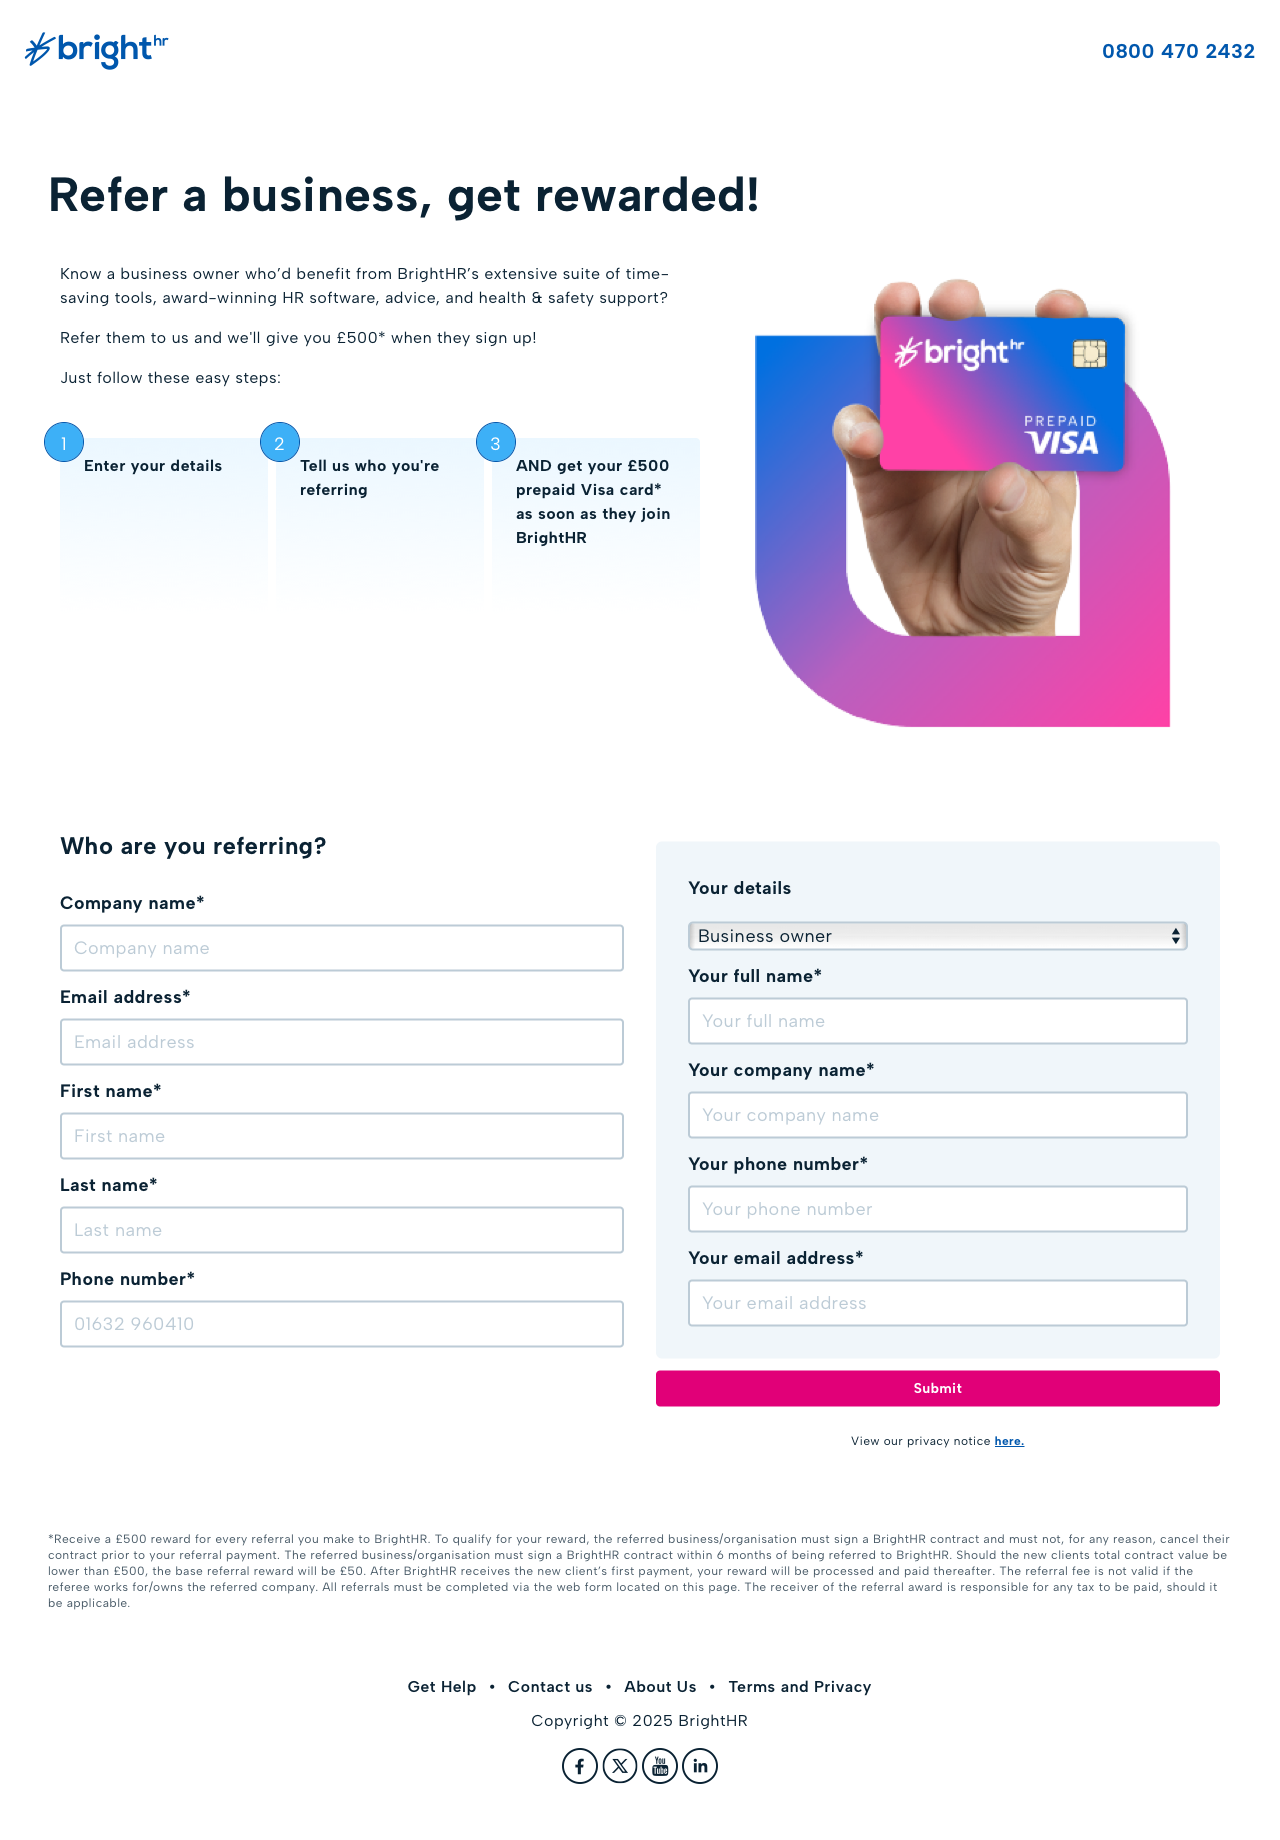 brighthr
0800 470 2432
Refer a business, get rewarded!
Know a business owner who’d benefit from BrightHR’s extensive suite of time-
saving tools, award-winning HR software, advice, and health & safety support?
Refer them to us and we'll give you £500* when they sign up!
Just follow these easy steps:
1
Enter your details
2
Tell us who you're
referring
3
AND get your £500
prepaid Visa card*
as soon as they join
BrightHR
brighthr
PREPAID
VISA
Who are you referring?
Company name*
Company name
Email address*
Email address
First name*
First name
Last name*
Last name
Phone number*
01632 960410
Your details
Business owner
Your full name*
Your full name
Your company name*
Your company name
Your phone number*
Your phone number
Your email address*
Your email address
Submit
View our privacy notice here.
*Receive a £500 reward for every referral you make to BrightHR. To qualify for your reward, the referred business/organisation must sign a BrightHR contract and must not, for any reason, cancel their
contract prior to your referral payment. The referred business/organisation must sign a BrightHR contract within 6 months of being referred to BrightHR. Should the new clients total contract value be
lower than £500, the base referral reward will be £50. After BrightHR receives the new client’s first payment, your reward will be processed and paid thereafter. The referral fee is not valid if the
referee works for/owns the referred company. All referrals must be completed via the web form located on this page. The receiver of the referral award is responsible for any tax to be paid, should it
be applicable.
Get Help • Contact us • About Us • Terms and Privacy
Copyright © 2025 BrightHR
f X You Tube in